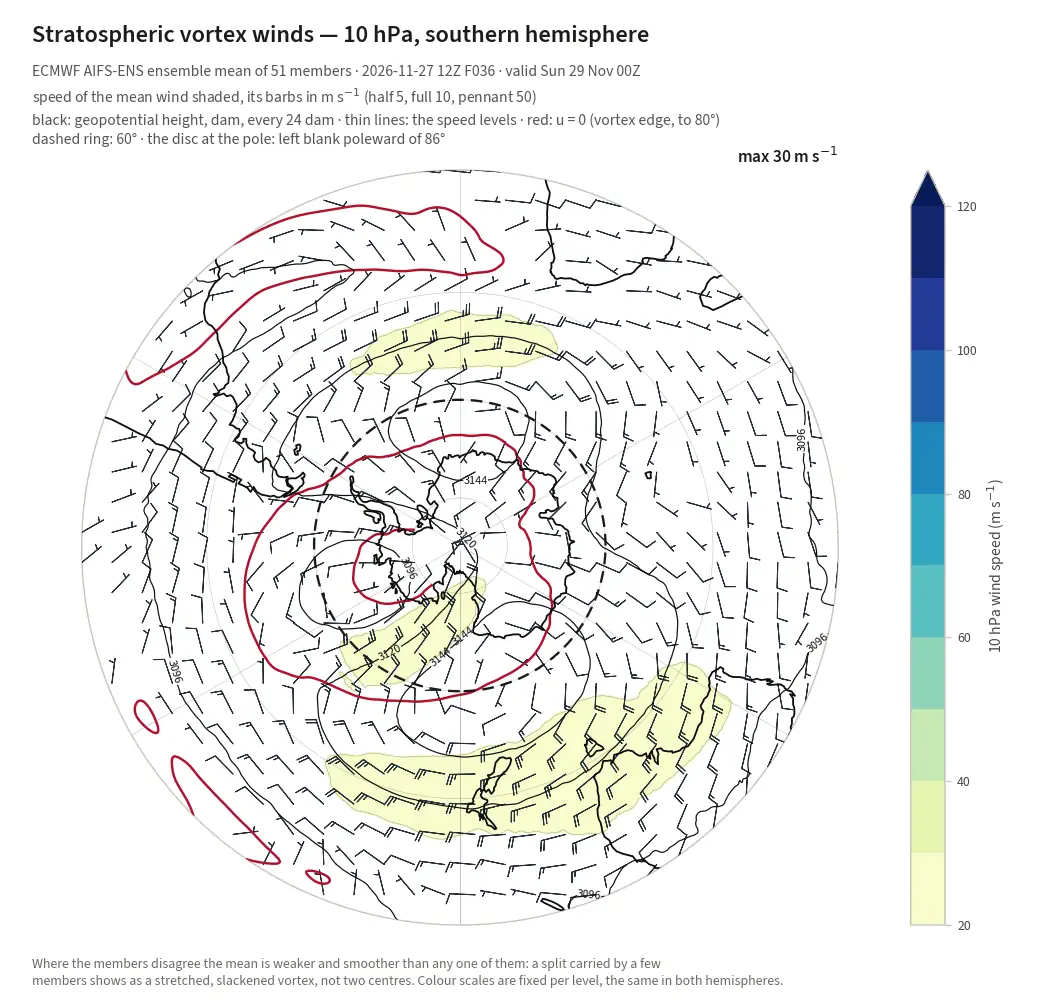 Stratospheric vortex winds — 10 hPa, southern hemisphere
ECMWF AIFS-ENS ensemble mean of 51 members · 2026-11-27 12Z F036 · valid Sun 29 Nov 00Z
speed of the mean wind shaded, its barbs in m s⁻¹ (half 5, full 10, pennant 50)
black: geopotential height, dam, every 24 dam · thin lines: the speed levels · red: u = 0 (vortex edge, to 80°)
dashed ring: 60° · the disc at the pole: left blank poleward of 86°
max 30 m s⁻¹
120
100
80
60
40
20
10 hPa wind speed (m s⁻¹)
3096
3144
3120
3096
3144
3144
3120
3096
3096
3096
Where the members disagree the mean is weaker and smoother than any one of them: a split carried by a few
members shows as a stretched, slackened vortex, not two centres. Colour scales are fixed per level, the same in both hemispheres.